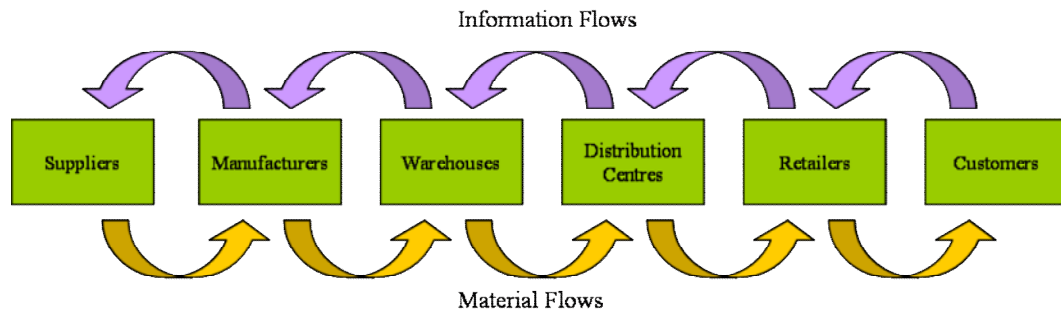 Information Flows
Suppliers
Manufacturers
Warehouses
Distribution
Centres
Retailers
Customers
Material Flows